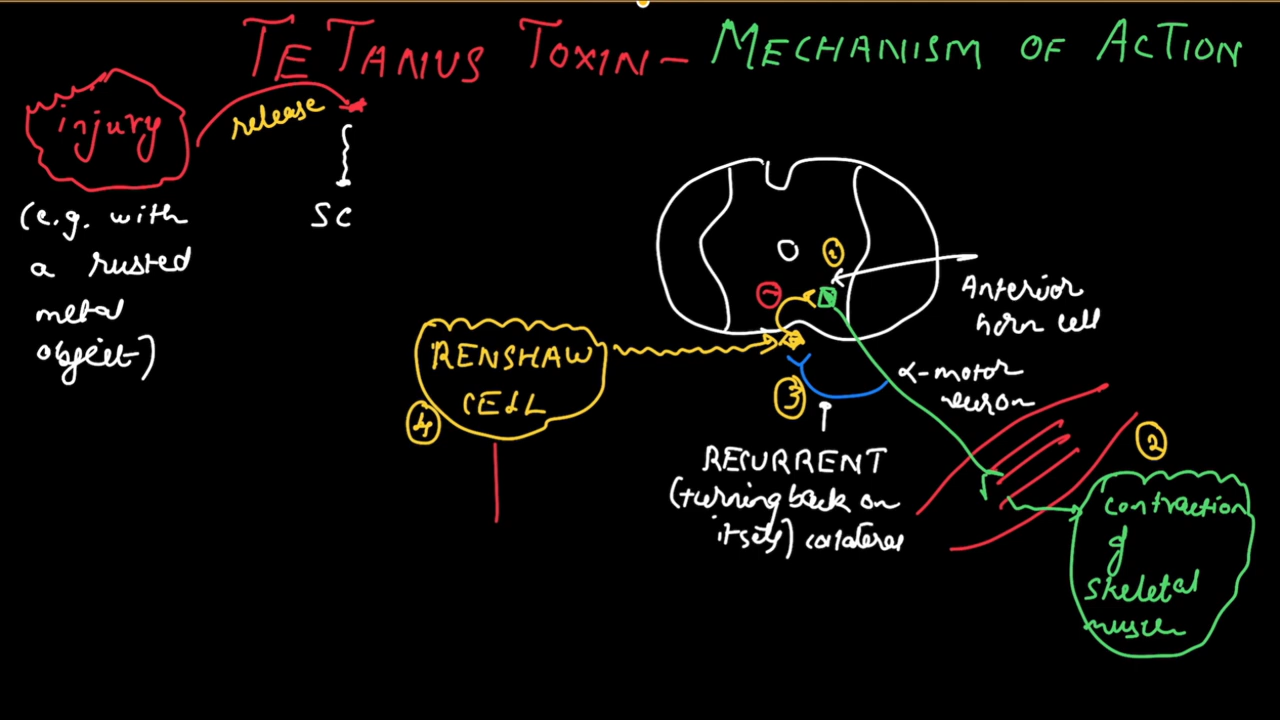 TETANUS TOXIN - MECHANISM OF ACTION
injury
release
(e.g. with
a rusted
metal
object)
SC
1
-
Anterior
horn cell
RENSHAW
CELL
4
3
α-motor
neuron
2
RECURRENT
(turning back on
itself) collateral
contraction
of
skeletal
muscle